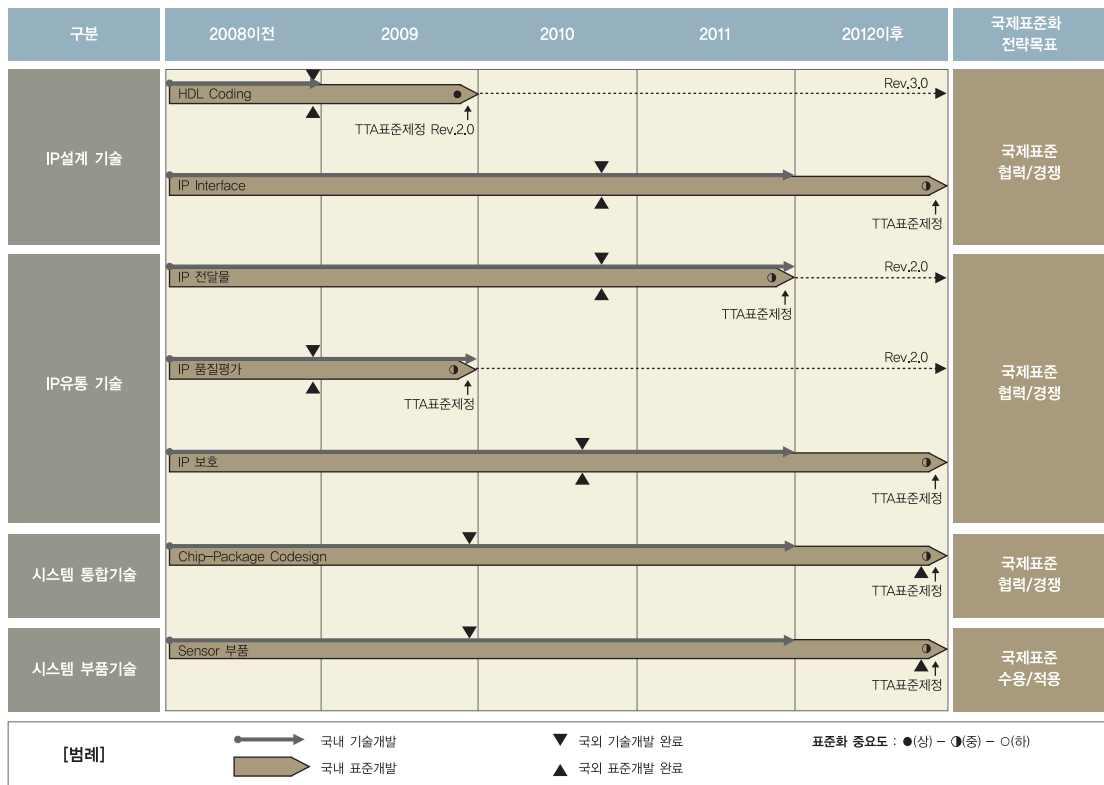 구분 2008이전 2009 2010 2011 2012이후 국제표준화
전략목표
HDL Coding ● Rev.3.0
TTA표준제정 Rev.2.0
IP설계 기술
국제표준
협력/경쟁
IP Interface ◑
TTA표준제정
IP 전달물 ◑ Rev.2.0
TTA표준제정
IP유통 기술
IP 품질평가 ◑ Rev.2.0
TTA표준제정
국제표준
협력/경쟁
IP 보호 ◑
TTA표준제정
시스템 통합기술
Chip-Package Codesign ◑
TTA표준제정
국제표준
협력/경쟁
시스템 부품기술
Sensor 부품 ◑
TTA표준제정
국제표준
수용/적용
[범례]
국내 기술개발 ▼ 국외 기술개발 완료 표준화 중요도 : ●(상) - ◑(중) - ○(하)
국내 표준개발 ▲ 국외 표준개발 완료